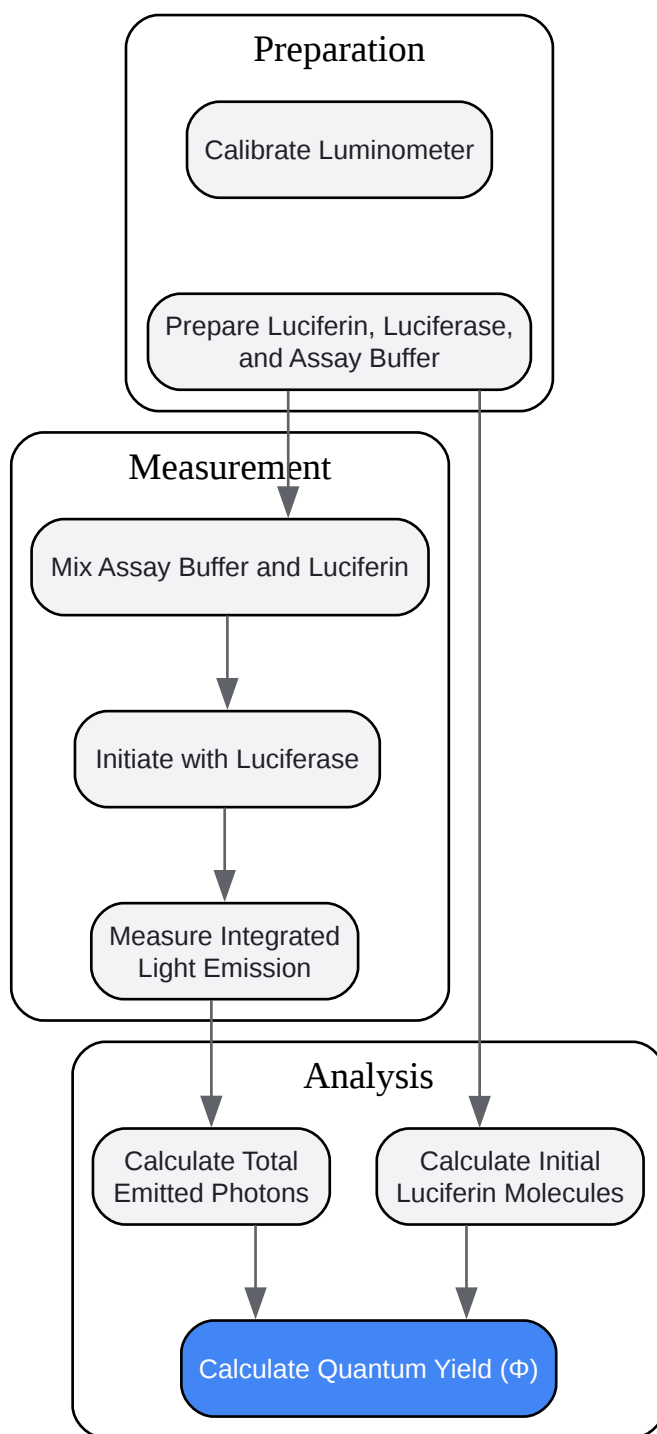 Preparation
Calibrate Luminometer
Prepare Luciferin, Luciferase,
and Assay Buffer
Measurement
Mix Assay Buffer and Luciferin
Initiate with Luciferase
Measure Integrated
Light Emission
Analysis
Calculate Total
Emitted Photons
Calculate Initial
Luciferin Molecules
Calculate Quantum Yield (Φ)